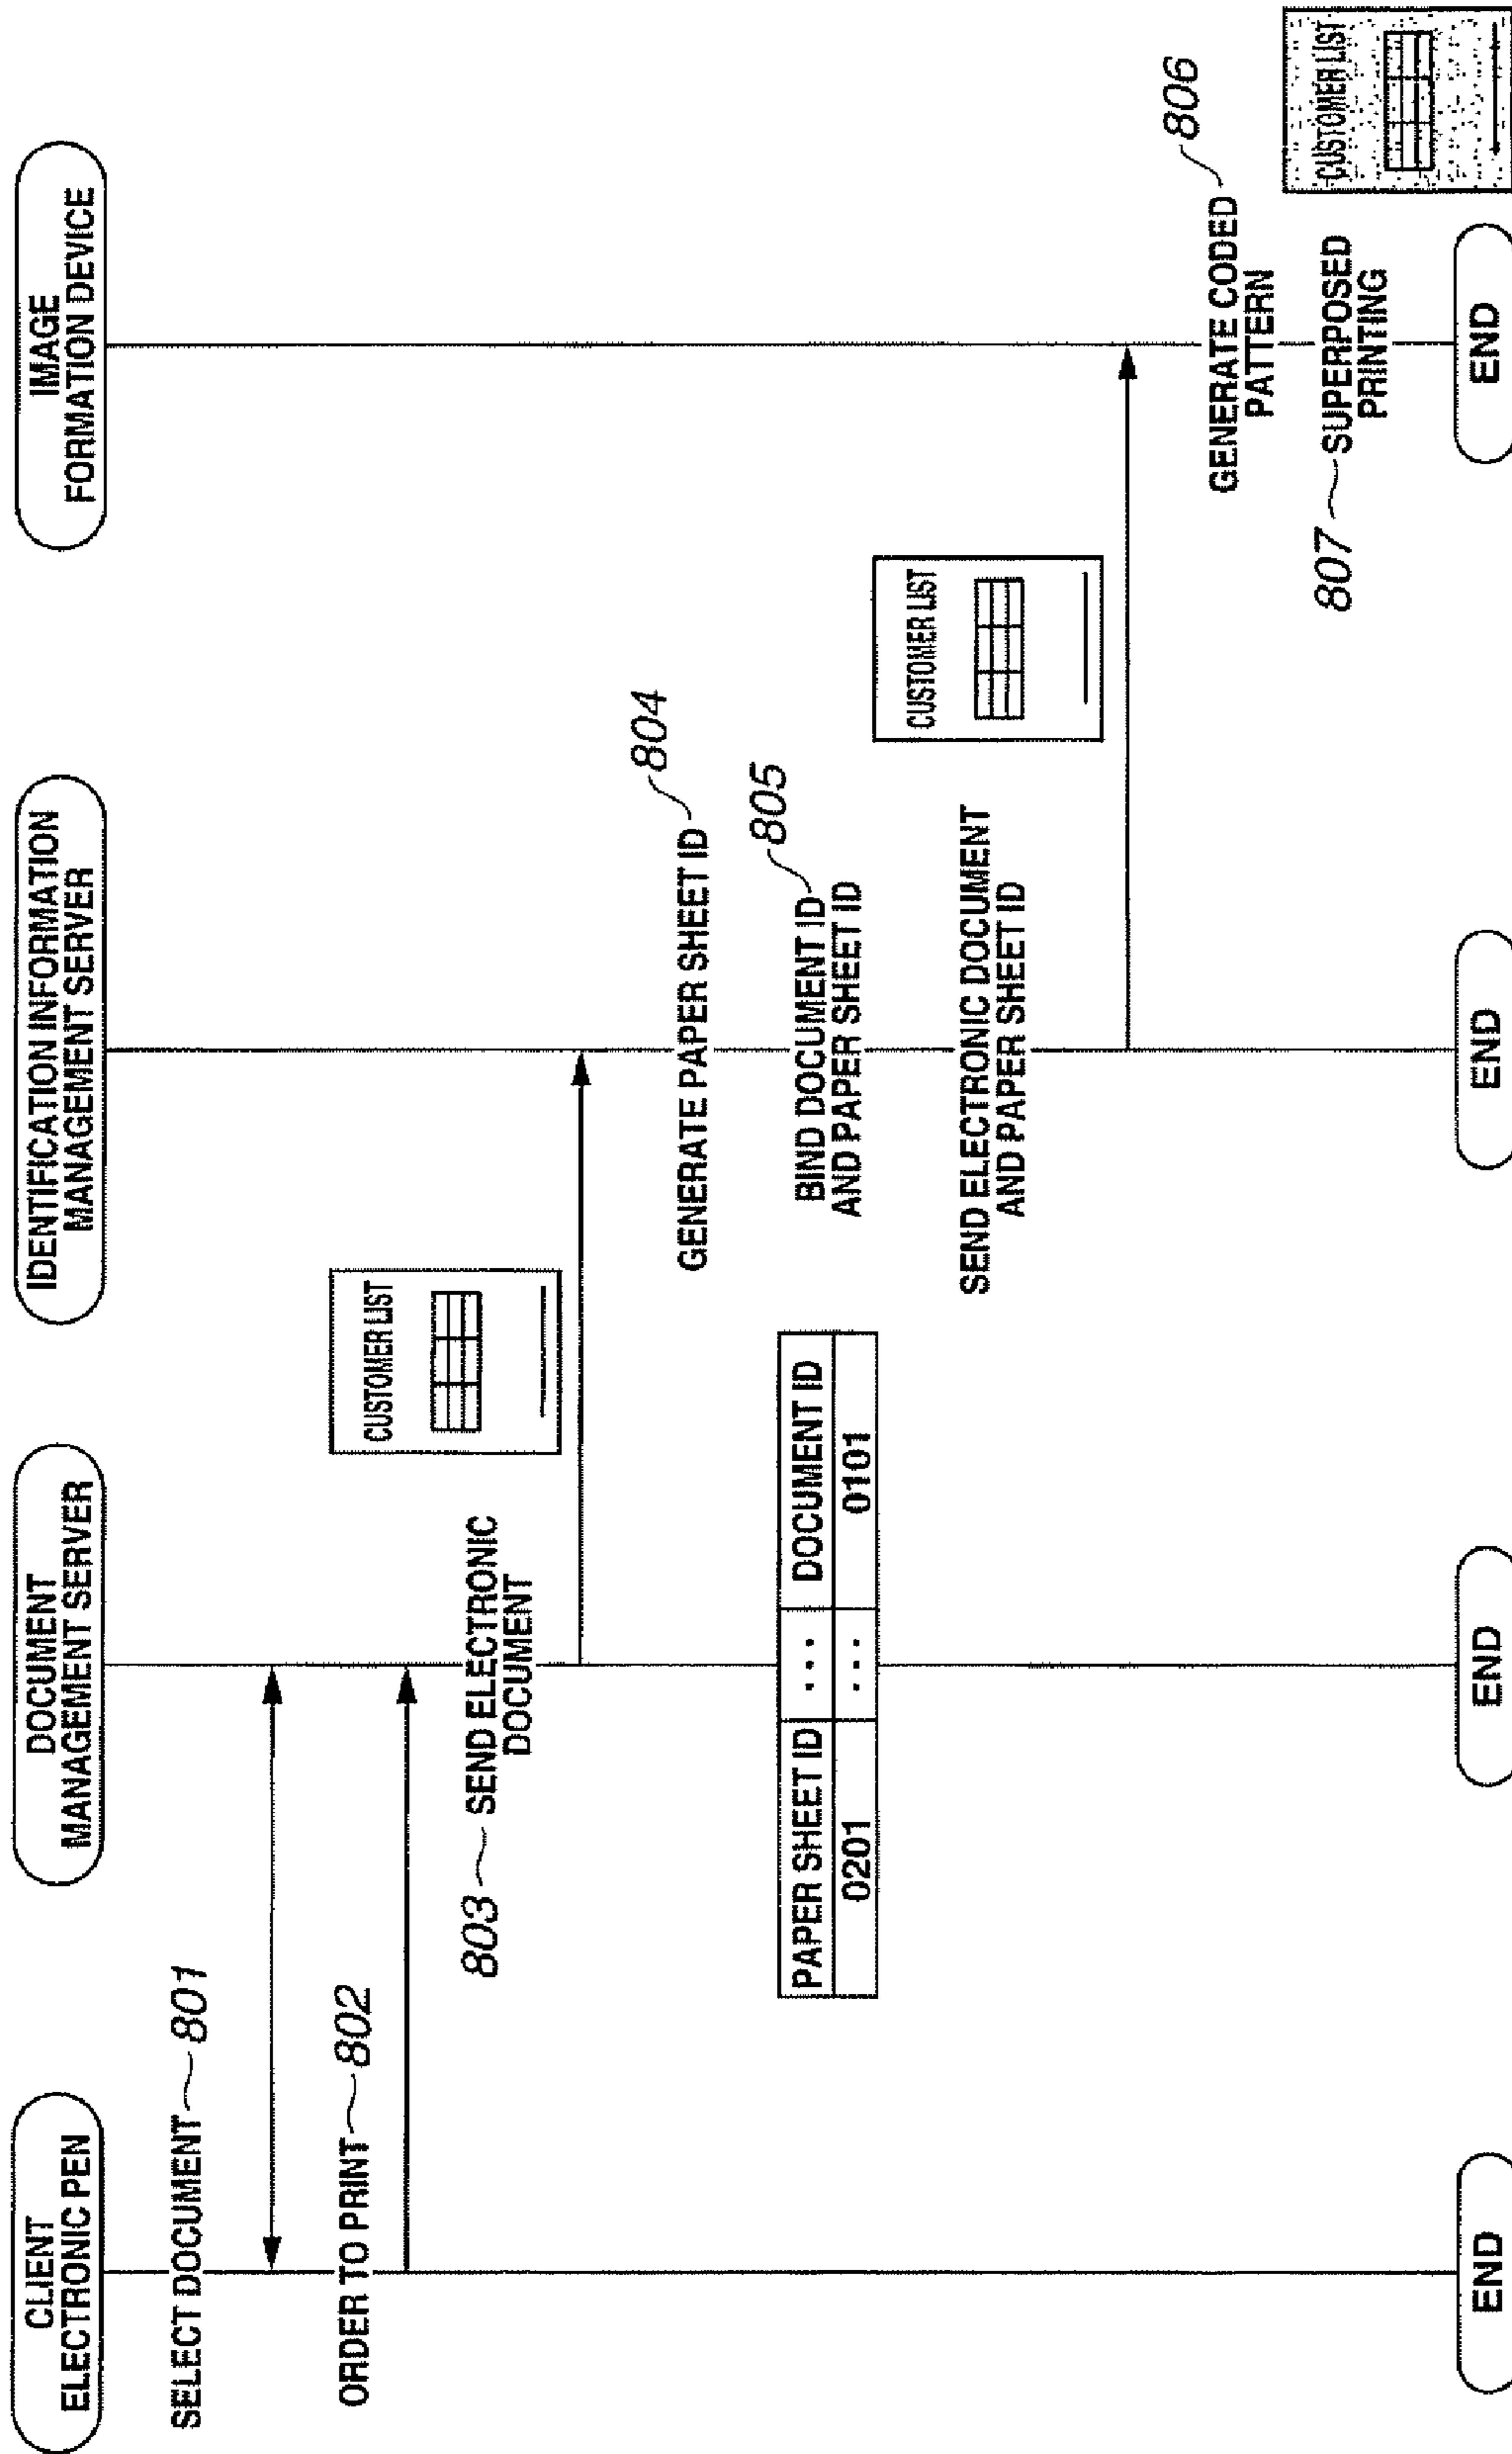 CLIENT
ELECTRONIC PEN
DOCUMENT
MANAGEMENT SERVER
IDENTIFICATION INFORMATION
MANAGEMENT SERVER
IMAGE
FORMATION DEVICE
SELECT DOCUMENT 801
ORDER TO PRINT 802
803 SEND ELECTRONIC
DOCUMENT
CUSTOMER LIST
GENERATE PAPER SHEET ID 804
PAPER SHEET ID ... DOCUMENT ID
0201 ... 0101
BIND DOCUMENT ID 805
AND PAPER SHEET ID
SEND ELECTRONIC DOCUMENT
AND PAPER SHEET ID
CUSTOMER LIST
GENERATE CODED 806
PATTERN
807 SUPERPOSED
PRINTING
CUSTOMER LIST
END
END
END
END